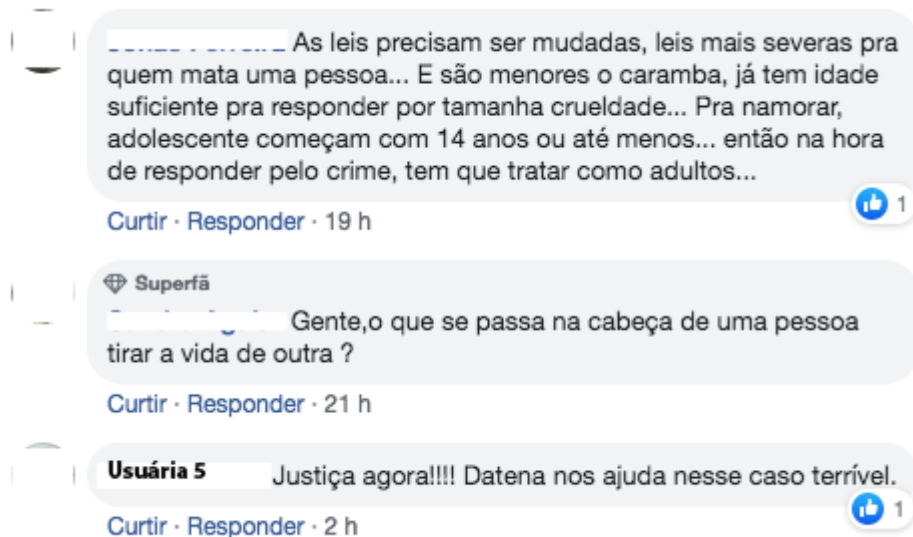 As leis precisam ser mudadas, leis mais severas pra
quem mata uma pessoa... E são menores o caramba, já tem idade
suficiente pra responder por tamanha crueldade... Pra namorar,
adolescente começam com 14 anos ou até menos... então na hora
de responder pelo crime, tem que tratar como adultos...
1
Curtir · Responder · 19 h
Superfã
Gente,o que se passa na cabeça de uma pessoa
tirar a vida de outra ?
Curtir · Responder · 21 h
Usuária 5 Justiça agora!!!! Datena nos ajuda nesse caso terrível.
1
Curtir · Responder · 2 h